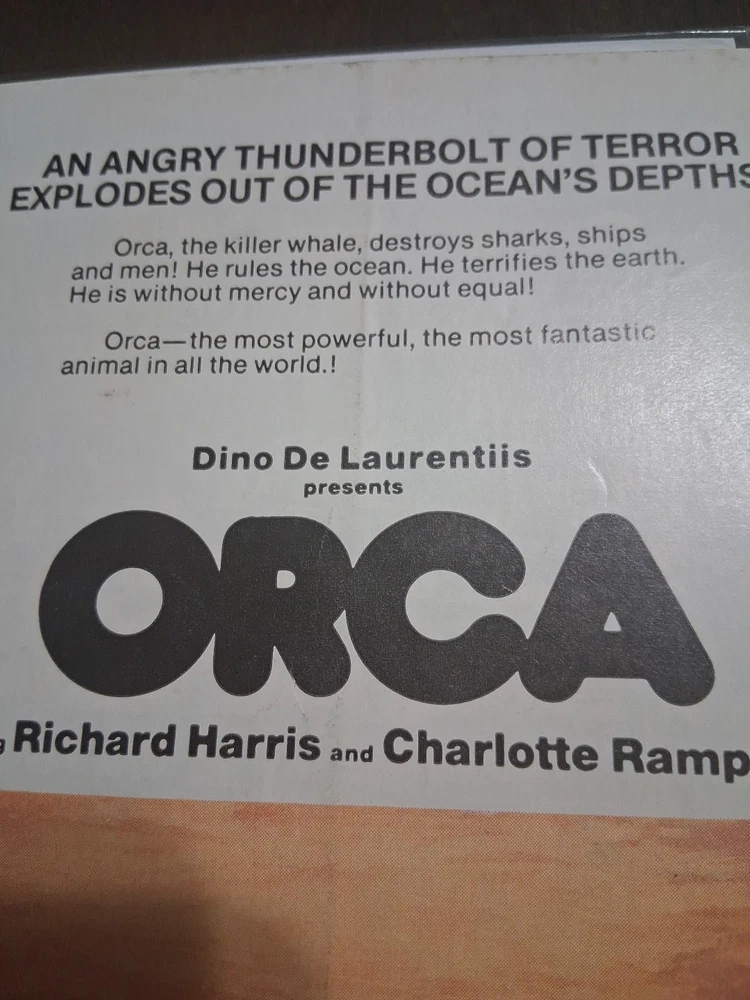 AN ANGRY THUNDERBOLT OF TERROR
EXPLODES OUT OF THE OCEAN'S DEPTHS
Orca, the killer whale, destroys sharks, ships
and men! He rules the ocean. He terrifies the earth.
He is without mercy and without equal!
Orca—the most powerful, the most fantastic
animal in all the world.!
Dino De Laurentiis
presents
ORCA
g Richard Harris and Charlotte Ramp